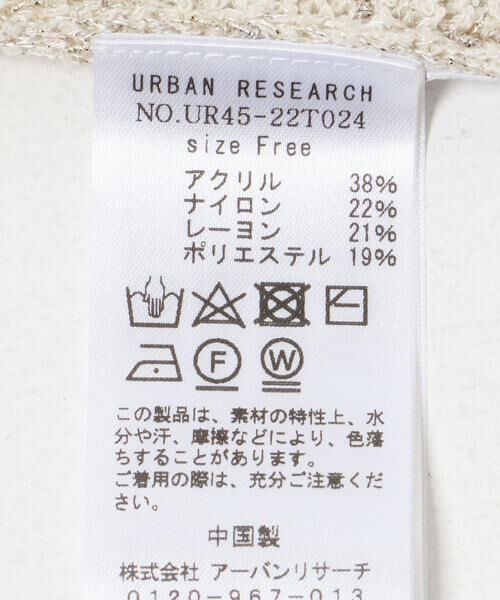 URBAN RESEARCH
NO.UR45-22T024
size Free
アクリル 38%
ナイロン 22%
レーヨン 21%
ポリエステル 19%
F W
この製品は、素材の特性上、水
分や汗、摩擦などにより、色落
ちすることがあります。
ご着用の際は、充分ご注意くだ
さい。
中国製
株式会社 アーバンリサーチ
0120-967-013